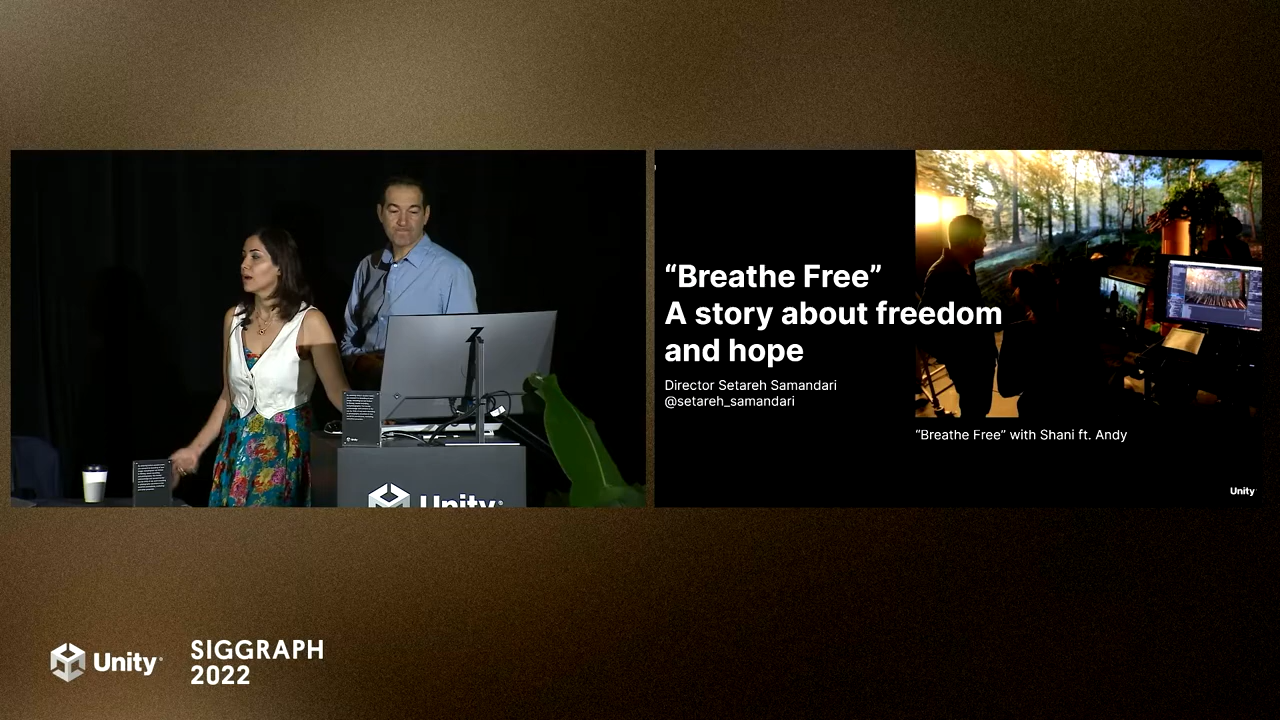 “Breathe Free”
A story about freedom
and hope
Director Setareh Samandari
@setareh_samandari
“Breathe Free” with Shani ft. Andy
Unity
Unity
Unity
SIGGRAPH
2022